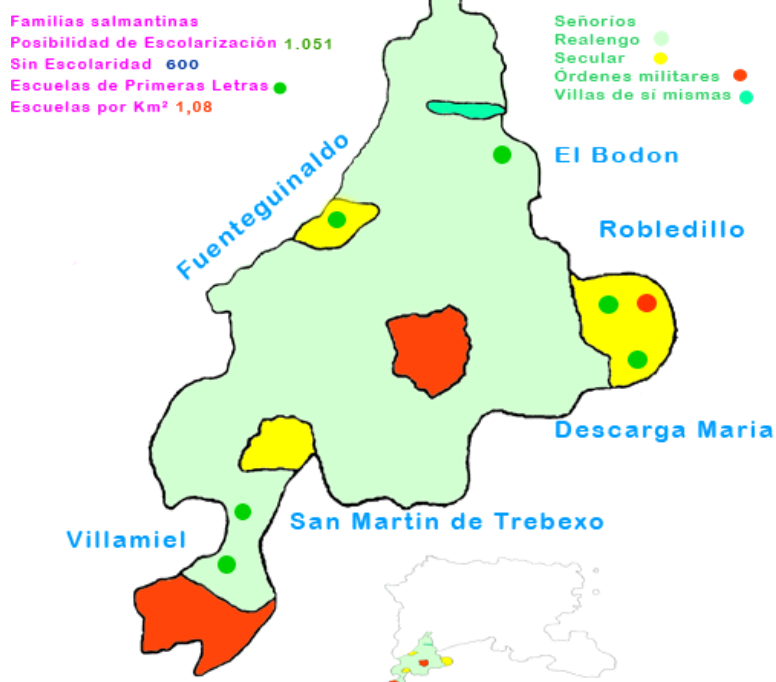 Familias salmantinas
Posibilidad de Escolarización 1.051
Sin Escolaridad 600
Escuelas de Primeras Letras
Escuelas por Km² 1,08
Señoríos
Realengo
Secular
Órdenes militares
Villas de sí mismas
El Bodon
Fuenteguinaldo
Robledillo
Descarga Maria
San Martin de Trebexo
Villamiel